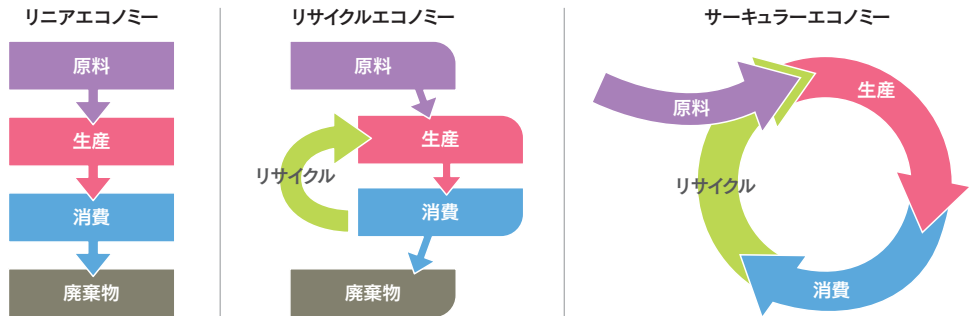 リニアエコノミー
原料
生産
消費
廃棄物
リサイクルエコノミー
原料
生産
リサイクル
消費
廃棄物
サーキュラーエコノミー
原料
生産
リサイクル
消費